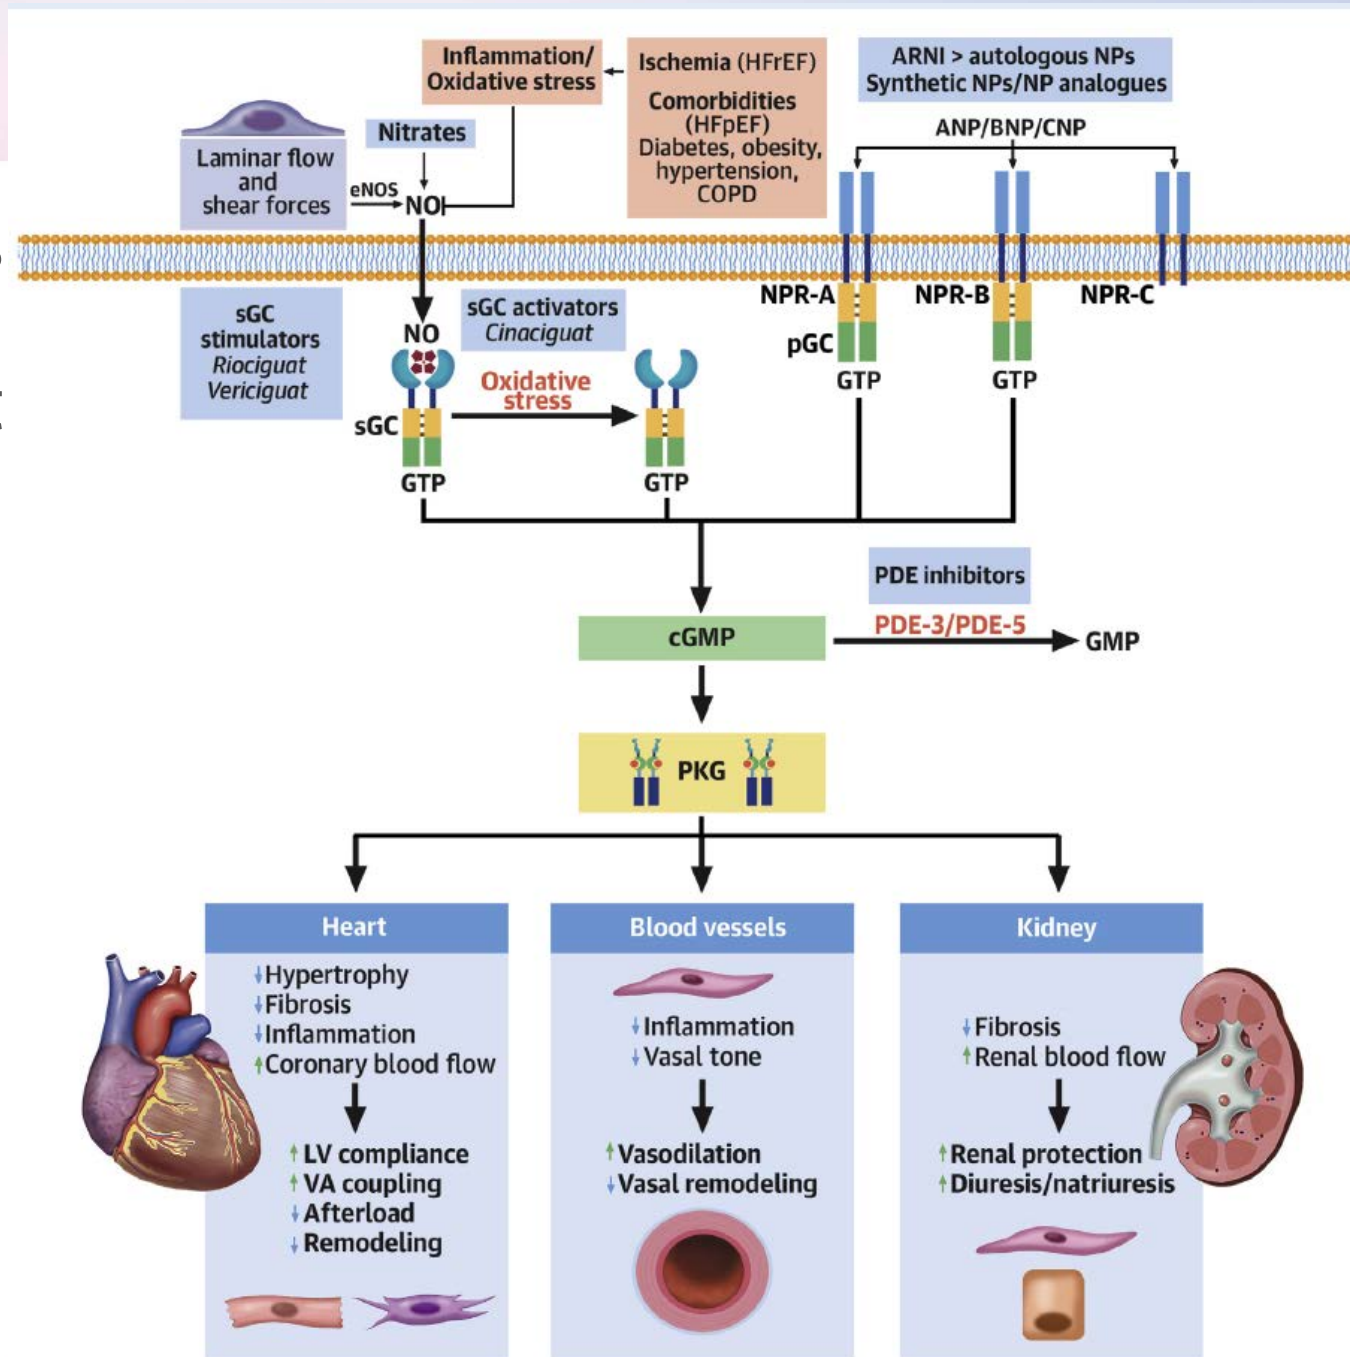 Inflammation/
Oxidative stress
Ischemia (HFrEF)
Comorbidities
(HFpEF)
Diabetes, obesity,
hypertension,
COPD
ARNI > autologous NPs
Synthetic NPs/NP analogues
ANP/BNP/CNP
Nitrates
Laminar flow
and
shear forces
eNOS
NO
NPR-A
NPR-B
NPR-C
sGC
stimulators
Riociguat
Vericiguat
sGC activators
Cinaciguat
NO
Oxidative
stress
sGC
pGC
GTP
GTP
GTP
GTP
PDE inhibitors
cGMP
PDE-3/PDE-5
GMP
PKG
Heart
↓Hypertrophy
↓Fibrosis
↓Inflammation
↑Coronary blood flow
↑LV compliance
↑VA coupling
↓Afterload
↓Remodeling
Blood vessels
↓Inflammation
↓Vasal tone
↑Vasodilation
↓Vasal remodeling
Kidney
↓Fibrosis
↑Renal blood flow
↑Renal protection
↑Diuresis/natriuresis